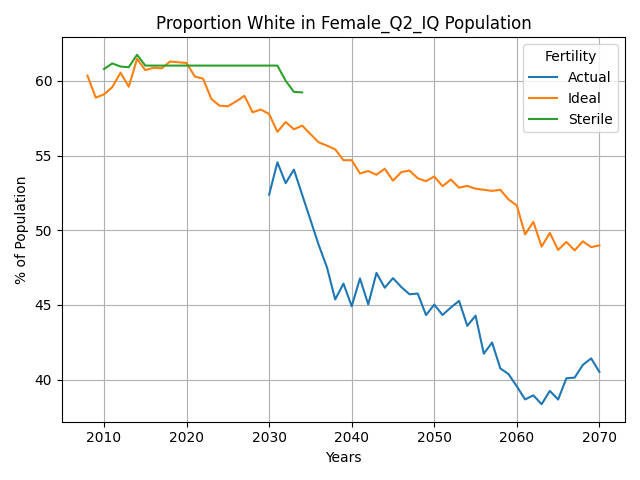 Proportion White in Female_Q2_IQ Population
Fertility
Actual
Ideal
Sterile
% of Population
60
55
50
45
40
2010
2020
2030
2040
2050
2060
2070
Years